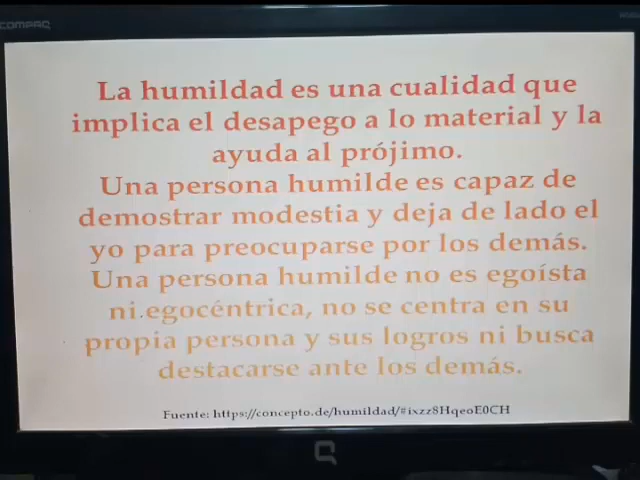 COMPAQ
La humildad es una cualidad que
implica el desapego a lo material y la
ayuda al prójimo.
Una persona humilde es capaz de
demostrar modestia y deja de lado el
yo para preocuparse por los demás.
Una persona humilde no es egoísta
ni.egocéntrica, no se centra en su
propia persona y sus logros ni busca
destacarse ante los demás.
Fuente: https://concepto.de/humildad/#ixzz8HqeoE0CH